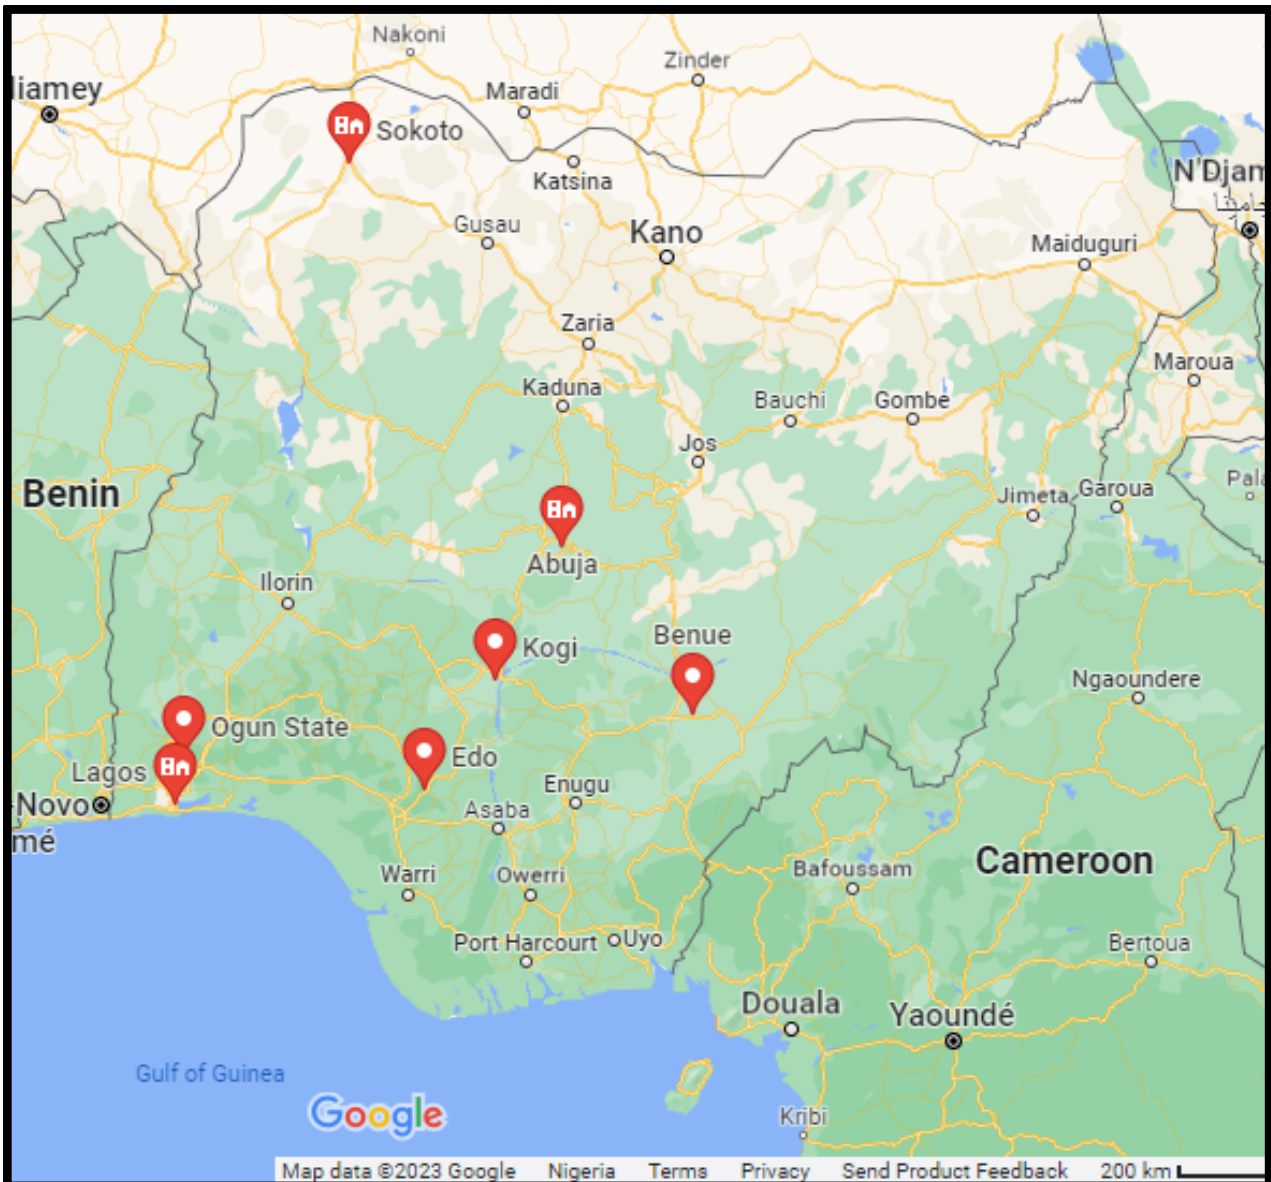 Nakoni
Zinder
liamey
Maradi
Sokoto
Katsina
N'Djam
Gusau
Kano
Maiduguri
Zaria
Maroua
Kaduna
Bauchi
Gombe
Jos
Benin
Jimeta
Garoua
Pala
Abuja
Ilorin
Kogi
Benue
Ngaoundere
Ogun State
Edo
Lagos
Enugu
-Novo
Asaba
mé
Cameroon
Bafoussam
Warri
Owerri
Port Harcourt
Uyo
Bertoua
Douala
Yaoundé
Gulf of Guinea
Google
Kribi
Map data ©2023 Google Nigeria Terms Privacy Send Product Feedback 200 km